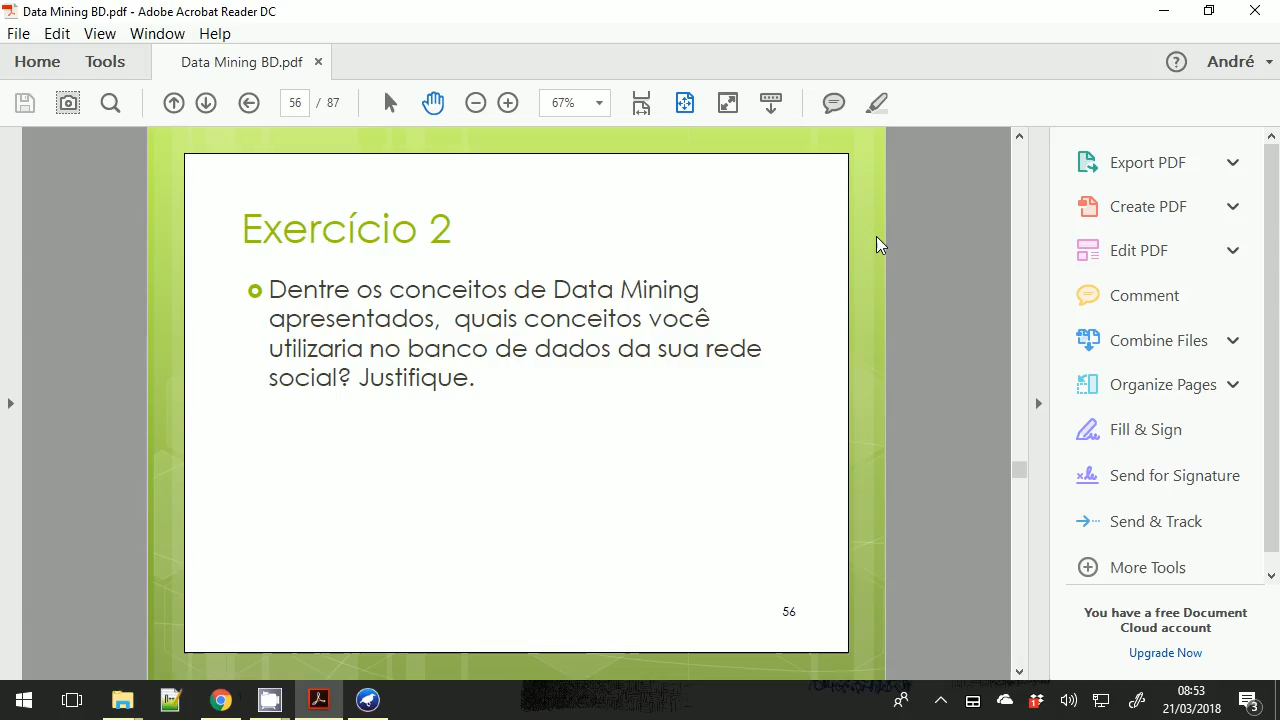 Data Mining BD.pdf - Adobe Acrobat Reader DC
File Edit View Window Help
Home Tools Data Mining BD.pdf × André
56 / 87 67%
Exercício 2
Dentre os conceitos de Data Mining
apresentados, quais conceitos você
utilizaria no banco de dados da sua rede
social? Justifique.
56
Export PDF
Create PDF
Edit PDF
Comment
Combine Files
Organize Pages
Fill & Sign
Send for Signature
Send & Track
More Tools
You have a free Document
Cloud account
Upgrade Now
08:53
21/03/2018
3